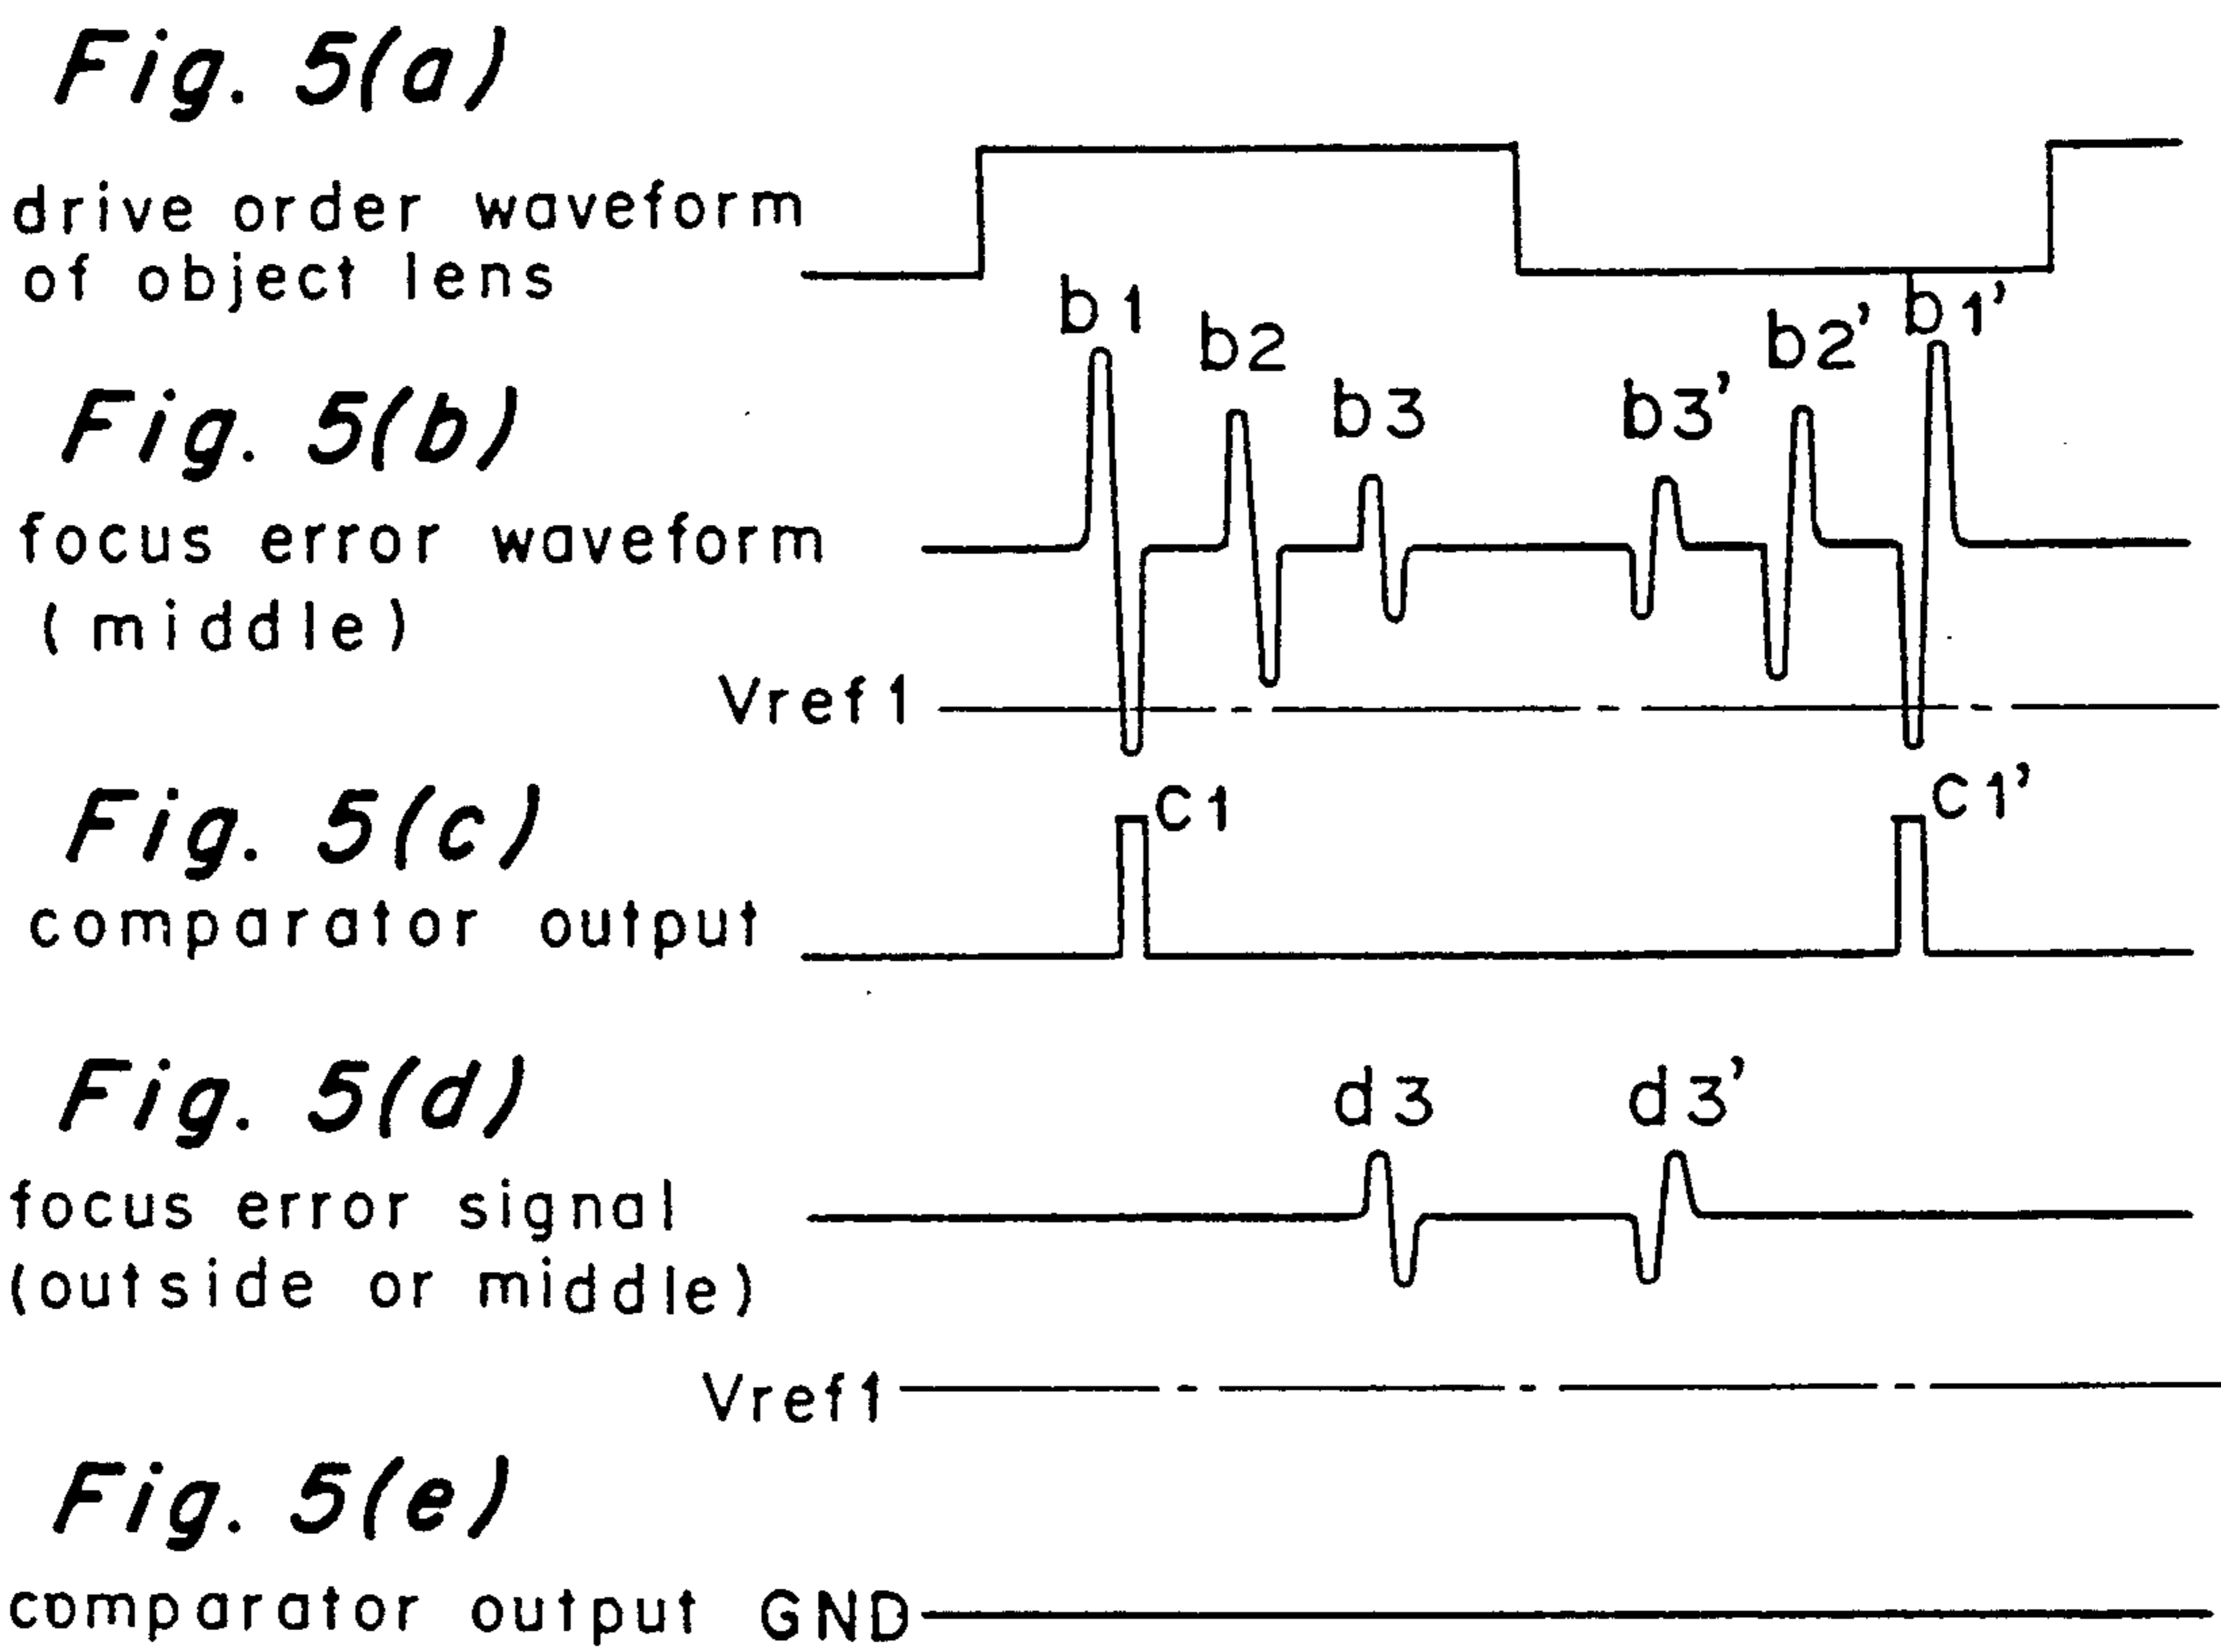 Fig. 5(a)
drive order waveform
of object lens
b1
b2
b3
b3'
b2'
b1'
Fig. 5(b)
focus error waveform
(middle)
Vref1
Fig. 5(c)
c1
c1'
comparator output
Fig. 5(d)
d3
d3'
focus error signal
(outside or middle)
Vref1
Fig. 5(e)
comparator output GND